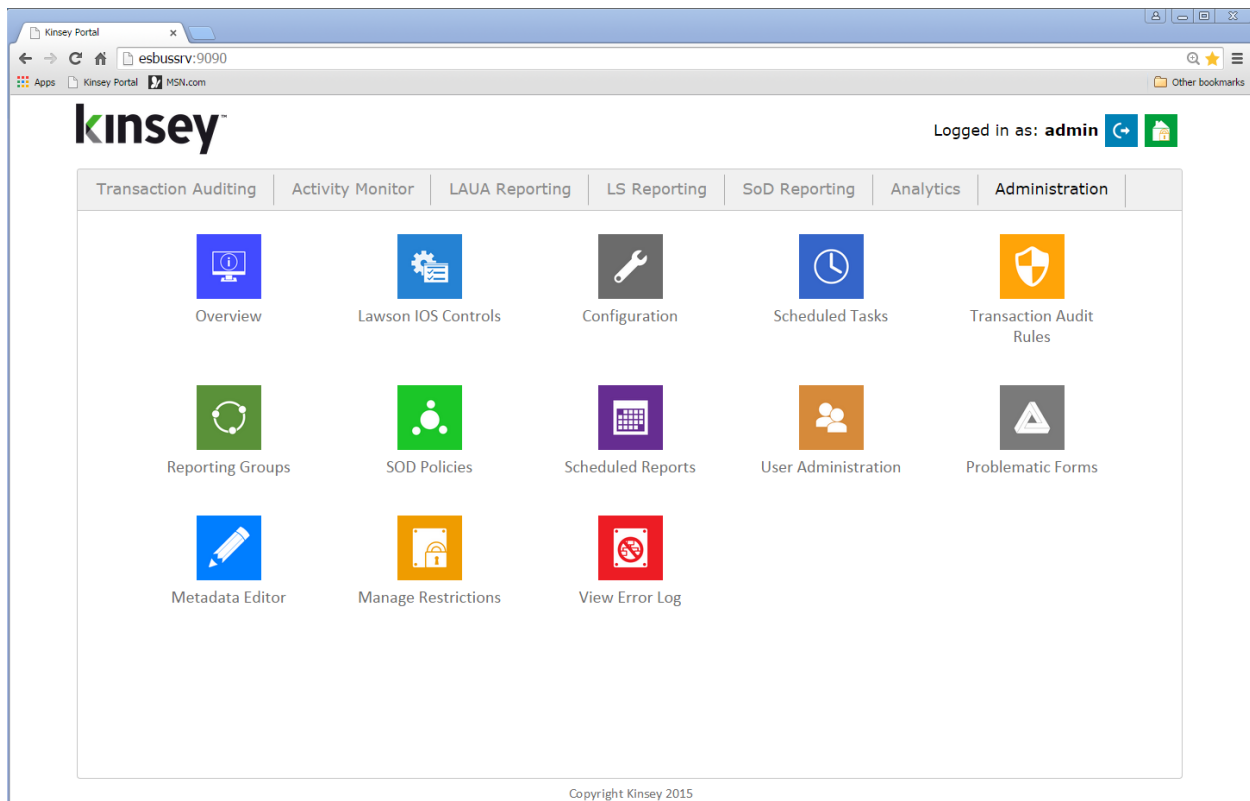 Kinsey Portal
esbussrv:9090
Apps Kinsey Portal MSN.com Other bookmarks
kinsey™
Logged in as: admin
Transaction Auditing Activity Monitor LAUA Reporting LS Reporting SoD Reporting Analytics Administration
Overview Lawson IOS Controls Configuration Scheduled Tasks Transaction Audit
Rules
Reporting Groups SOD Policies Scheduled Reports User Administration Problematic Forms
Metadata Editor Manage Restrictions View Error Log
Copyright Kinsey 2015